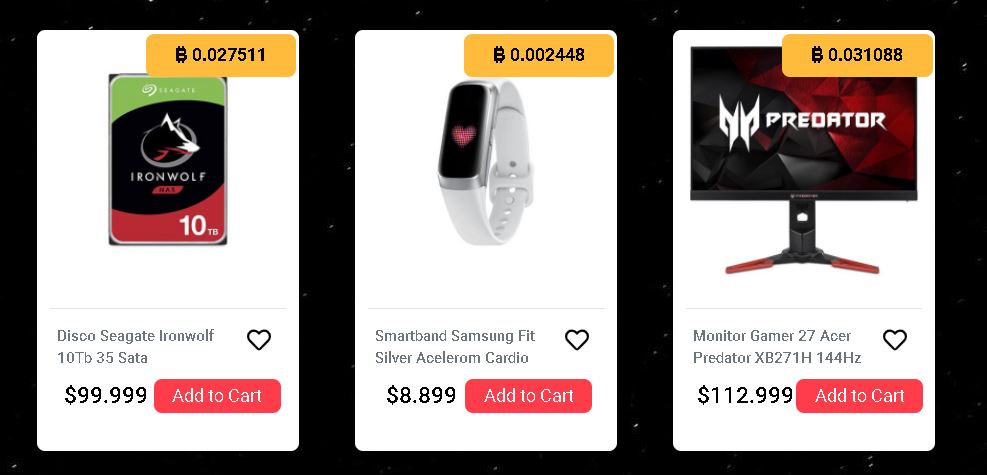 ₿ 0.027511
SEAGATE
IRONWOLF
NAS
10TB
Disco Seagate Ironwolf
10Tb 35 Sata
$99.999 Add to Cart
₿ 0.002448
Smartband Samsung Fit
Silver Acelerom Cardio
$8.899 Add to Cart
₿ 0.031088
PREDATOR
Monitor Gamer 27 Acer
Predator XB271H 144Hz
$112.999 Add to Cart